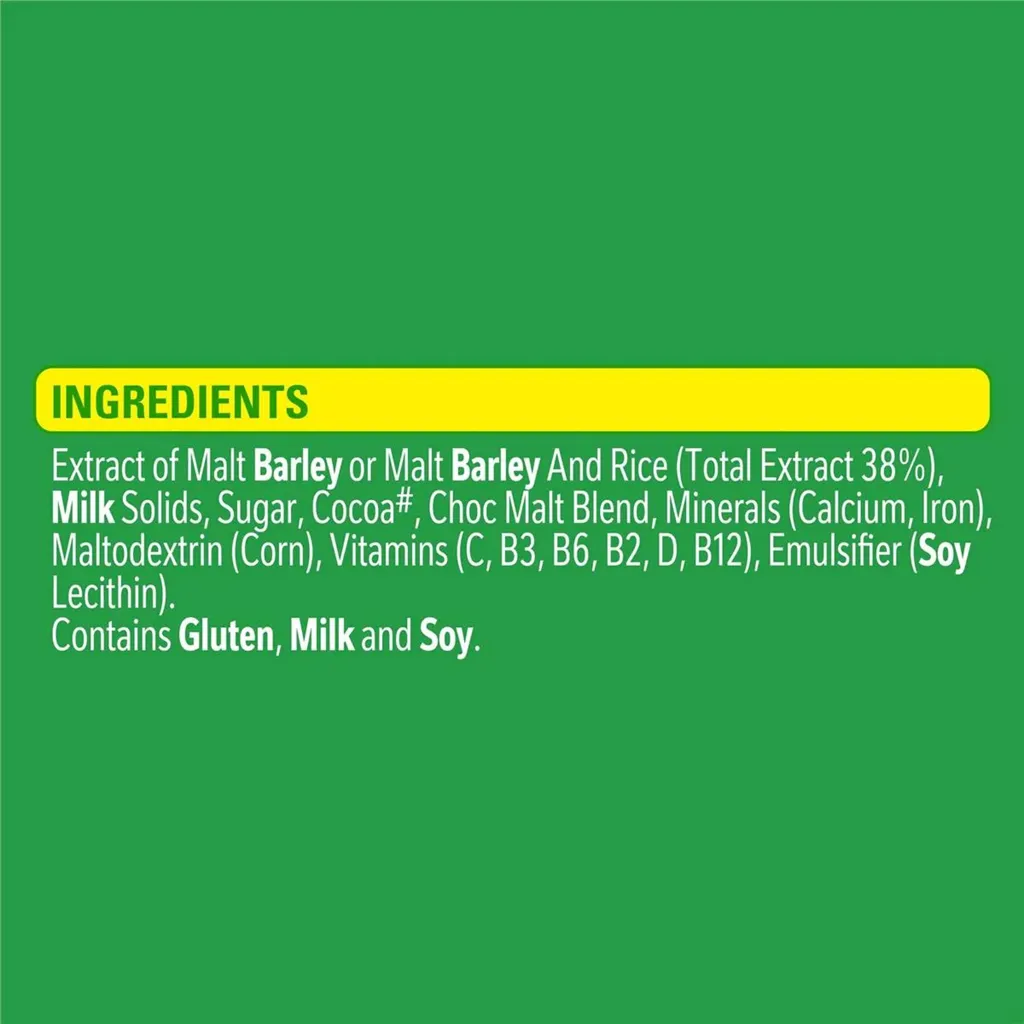 INGREDIENTS
Extract of Malt Barley or Malt Barley And Rice (Total Extract 38%),
Milk Solids, Sugar, Cocoa#, Choc Malt Blend, Minerals (Calcium, Iron),
Maltodextrin (Corn), Vitamins (C, B3, B6, B2, D, B12), Emulsifier (Soy
Lecithin).
Contains Gluten, Milk and Soy.